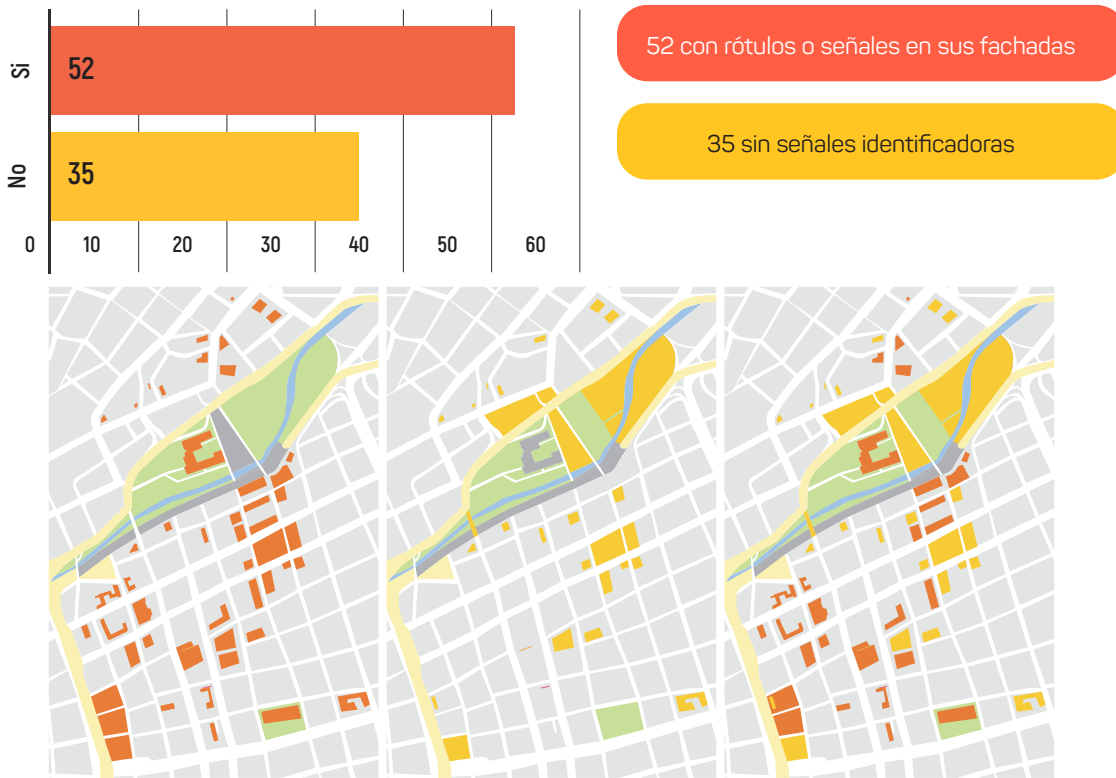 Si
52
No
35
0 10 20 30 40 50 60
52 con rótulos o señales en sus fachadas
35 sin señales identificadoras